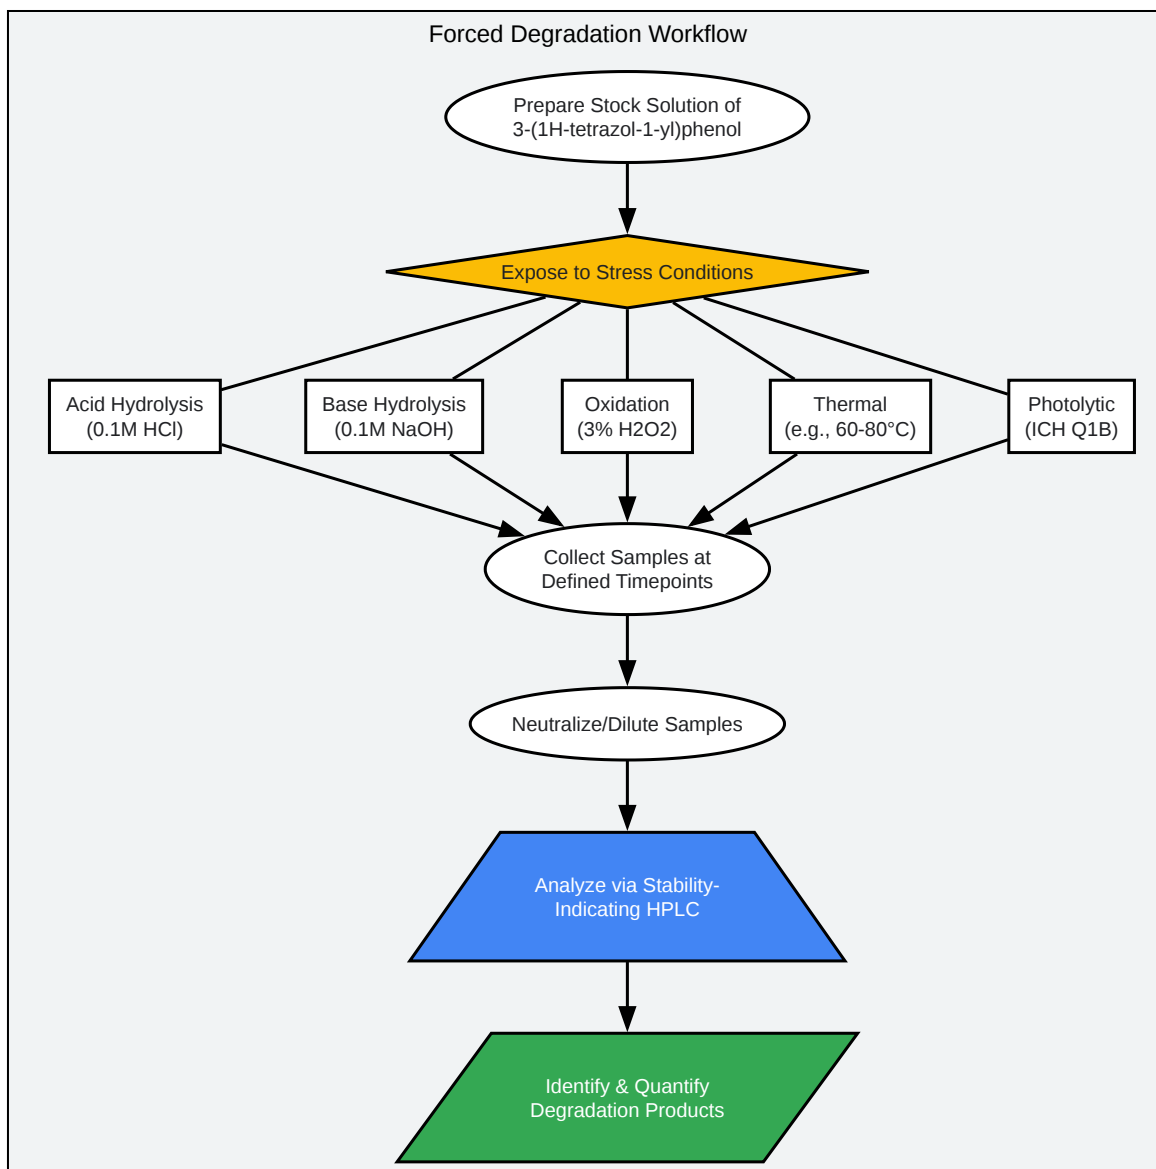 Forced Degradation Workflow
Prepare Stock Solution of
3-(1H-tetrazol-1-yl)phenol
Expose to Stress Conditions
Acid Hydrolysis
(0.1M HCl)
Base Hydrolysis
(0.1M NaOH)
Oxidation
(3% H2O2)
Thermal
(e.g., 60-80°C)
Photolytic
(ICH Q1B)
Collect Samples at
Defined Timepoints
Neutralize/Dilute Samples
Analyze via Stability-
Indicating HPLC
Identify & Quantify
Degradation Products